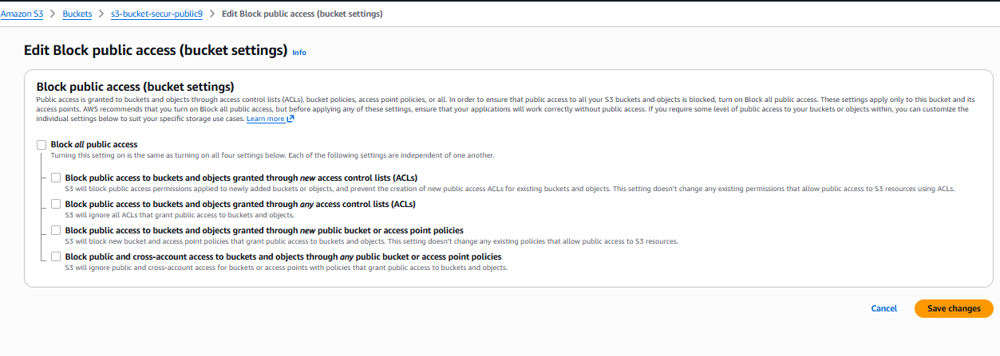 Amazon S3 > Buckets > s3-bucket-secur-public9 > Edit Block public access (bucket settings)
Edit Block public access (bucket settings) Info
Block public access (bucket settings)
Public access is granted to buckets and objects through access control lists (ACLs), bucket policies, access point policies, or all. In order to ensure that public access to all your S3 buckets and objects is blocked, turn on Block all public access. These settings apply only to this bucket and its
access points. AWS recommends that you turn on Block all public access, but before applying any of these settings, ensure that your applications will work correctly without public access. If you require some level of public access to your buckets or objects within, you can customize the
individual settings below to suit your specific storage use cases. Learn more
Block all public access
Turning this setting on is the same as turning on all four settings below. Each of the following settings are independent of one another.
Block public access to buckets and objects granted through new access control lists (ACLs)
S3 will block public access permissions applied to newly added buckets or objects, and prevent the creation of new public access ACLs for existing buckets and objects. This setting doesn't change any existing permissions that allow public access to S3 resources using ACLs.
Block public access to buckets and objects granted through any access control lists (ACLs)
S3 will ignore all ACLs that grant public access to buckets and objects.
Block public access to buckets and objects granted through new public bucket or access point policies
S3 will block new bucket and access point policies that grant public access to buckets and objects. This setting doesn't change any existing policies that allow public access to S3 resources.
Block public and cross-account access to buckets and objects through any public bucket or access point policies
S3 will ignore public and cross-account access for buckets or access points with policies that grant public access to buckets and objects.
Cancel Save changes